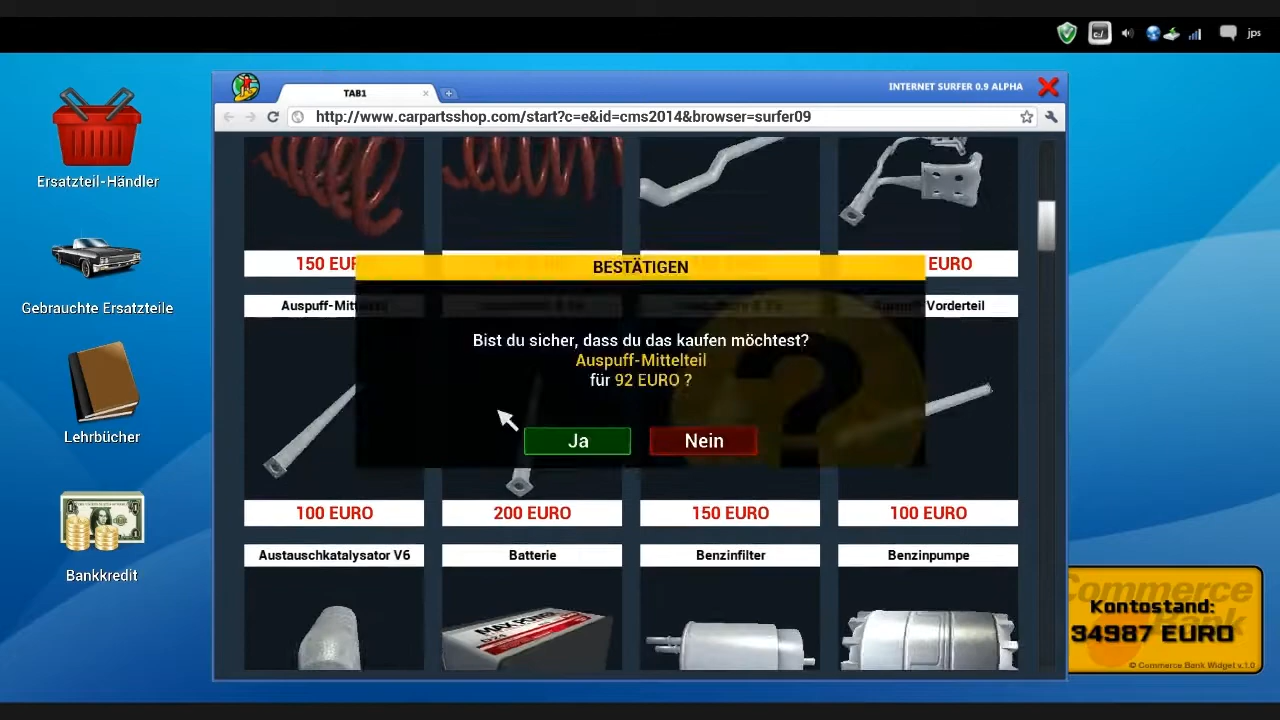 jps
TAB1
INTERNET SURFER 0.9 ALPHA
http://www.carpartsshop.com/start?c=e&id=cms2014&browser=surfer09
Ersatzteil-Händler
Gebrauchte Ersatzteile
Lehrbücher
Bankkredit
150 EUR
EURO
BESTÄTIGEN
Auspuff-Mittelteil
Vorderteil
Bist du sicher, dass du das kaufen möchtest?
Auspuff-Mittelteil
für 92 EURO ?
Ja
Nein
100 EURO
200 EURO
150 EURO
100 EURO
Austauschkatalysator V6
Batterie
Benzinfilter
Benzinpumpe
Commerce
Bank
Kontostand:
34987 EURO
© Commerce Bank Widget v.1.0